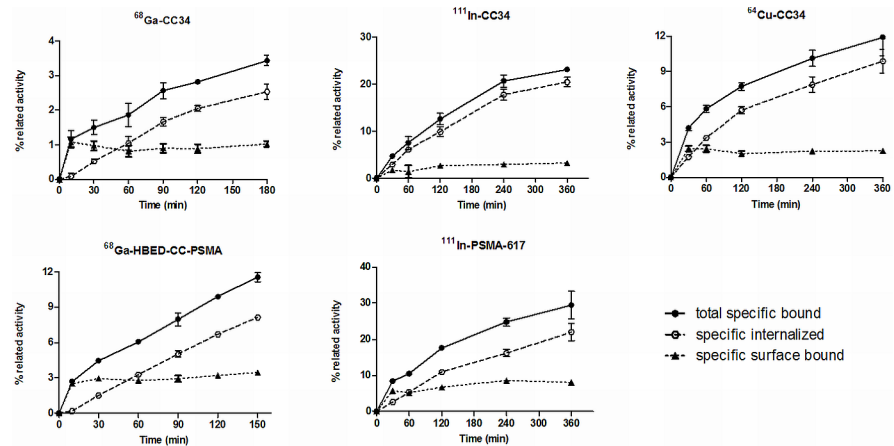 ⁶⁸Ga-CC34
% related activity
4
3
2
1
0
0 30 60 90 120 150 180
Time (min)
¹¹¹In-CC34
% related activity
30
20
10
0
0 60 120 180 240 300 360
Time (min)
⁶⁴Cu-CC34
% related activity
12
9
6
3
0
0 60 120 180 240 300 360
Time (min)
⁶⁸Ga-HBED-CC-PSMA
% related activity
12
9
6
3
0
0 30 60 90 120 150
Time (min)
¹¹¹In-PSMA-617
% related activity
40
30
20
10
0
0 60 120 180 240 300 360
Time (min)
total specific bound
specific internalized
specific surface bound